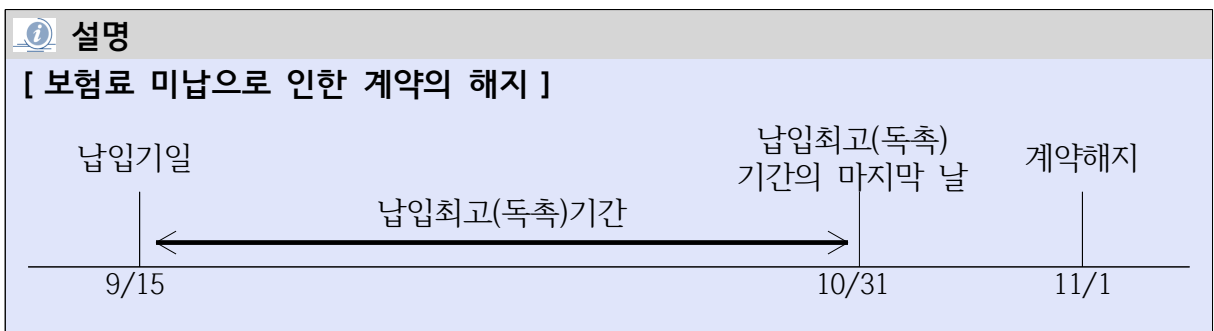 설명
[ 보험료 미납으로 인한 계약의 해지 ]
납입기일
납입최고(독촉)
기간의 마지막 날
계약해지
납입최고(독촉)기간
9/15
10/31
11/1